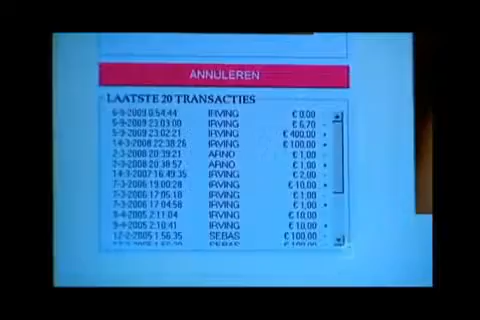 ANNULEREN
LAATSTE 20 TRANSACTIES
6-9-2009 0:54:44 IRVING € 0,00
5-9-2009 23:03:00 IRVING € 6,70 -
5-9-2009 23:02:21 IRVING € 400,00 +
14-3-2008 22:38:26 IRVING € 100,00 +
2-3-2008 20:39:21 ARNO € 1,00 -
2-3-2008 20:38:57 ARNO € 1,00 +
14-3-2007 16:49:35 IRVING € 2,00 -
7-3-2006 19:00:28 IRVING € 10,00 +
7-3-2006 17:05:18 IRVING € 1,00 -
7-3-2006 17:04:58 IRVING € 1,00 +
9-4-2005 2:11:04 IRVING € 10,00 -
9-4-2005 2:10:41 IRVING € 10,00 +
12-2-2005 1:56:35 SEBAS € 100,00 -